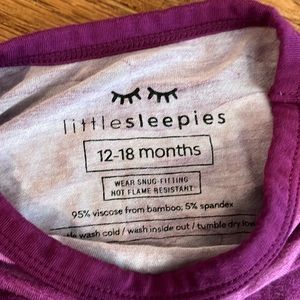 littlesleepies
12-18 months
WEAR SNUG-FITTING
NOT FLAME RESISTANT
95% viscose from bamboo, 5% spandex
wash cold / wash inside out / tumble dry low